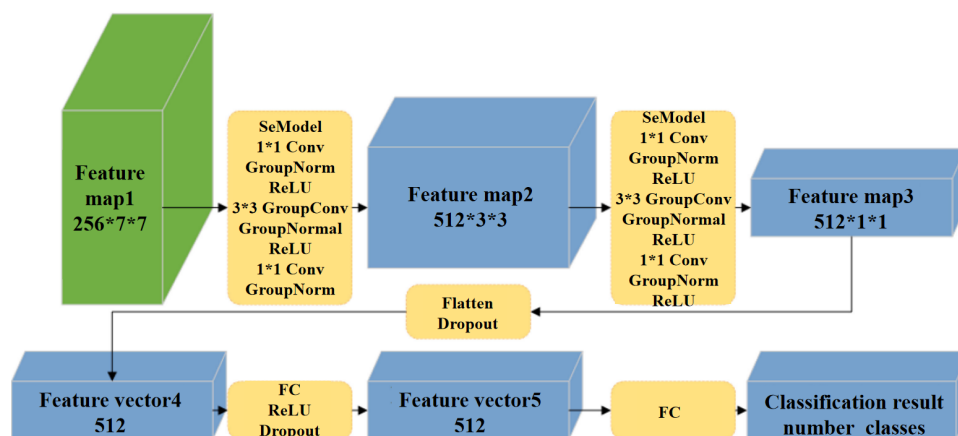 Feature
map1
256*7*7
SeModel
1*1 Conv
GroupNorm
ReLU
3*3 GroupConv
GroupNormal
ReLU
1*1 Conv
GroupNorm
Feature map2
512*3*3
SeModel
1*1 Conv
GroupNorm
ReLU
3*3 GroupConv
GroupNormal
ReLU
1*1 Conv
GroupNorm
ReLU
Feature map3
512*1*1
Flatten
Dropout
Feature vector4
512
FC
ReLU
Dropout
Feature vector5
512
FC
Classification result
number classes